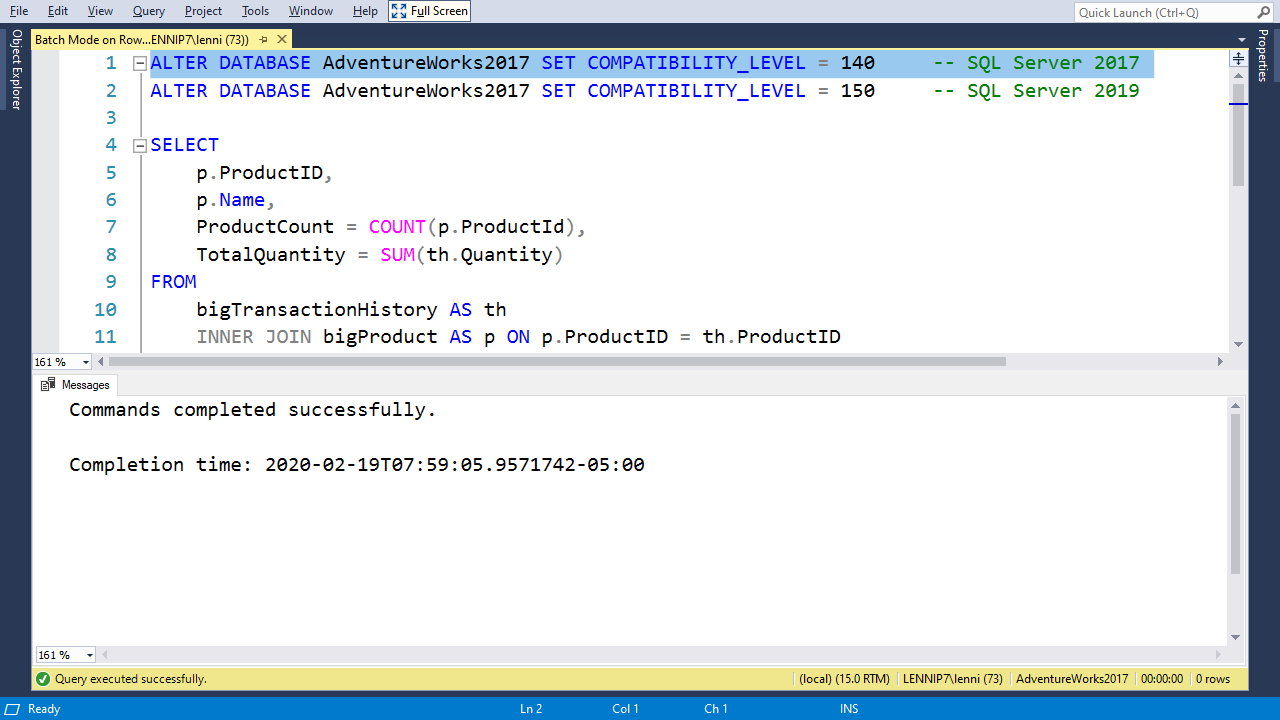 File Edit View Query Project Tools Window Help Full Screen
Quick Launch (Ctrl+Q)
Object Explorer
Properties
Batch Mode on Row...ENNIP7\lenni (73))
1 ALTER DATABASE AdventureWorks2017 SET COMPATIBILITY_LEVEL = 140 -- SQL Server 2017
2 ALTER DATABASE AdventureWorks2017 SET COMPATIBILITY_LEVEL = 150 -- SQL Server 2019
3
4 SELECT
5 p.ProductID,
6 p.Name,
7 ProductCount = COUNT(p.ProductId),
8 TotalQuantity = SUM(th.Quantity)
9 FROM
10 bigTransactionHistory AS th
11 INNER JOIN bigProduct AS p ON p.ProductID = th.ProductID
161 %
Messages
Commands completed successfully.
Completion time: 2020-02-19T07:59:05.9571742-05:00
161 %
Query executed successfully. (local) (15.0 RTM) LENNIP7\lenni (73) AdventureWorks2017 00:00:00 0 rows
Ready Ln 2 Col 1 Ch 1 INS